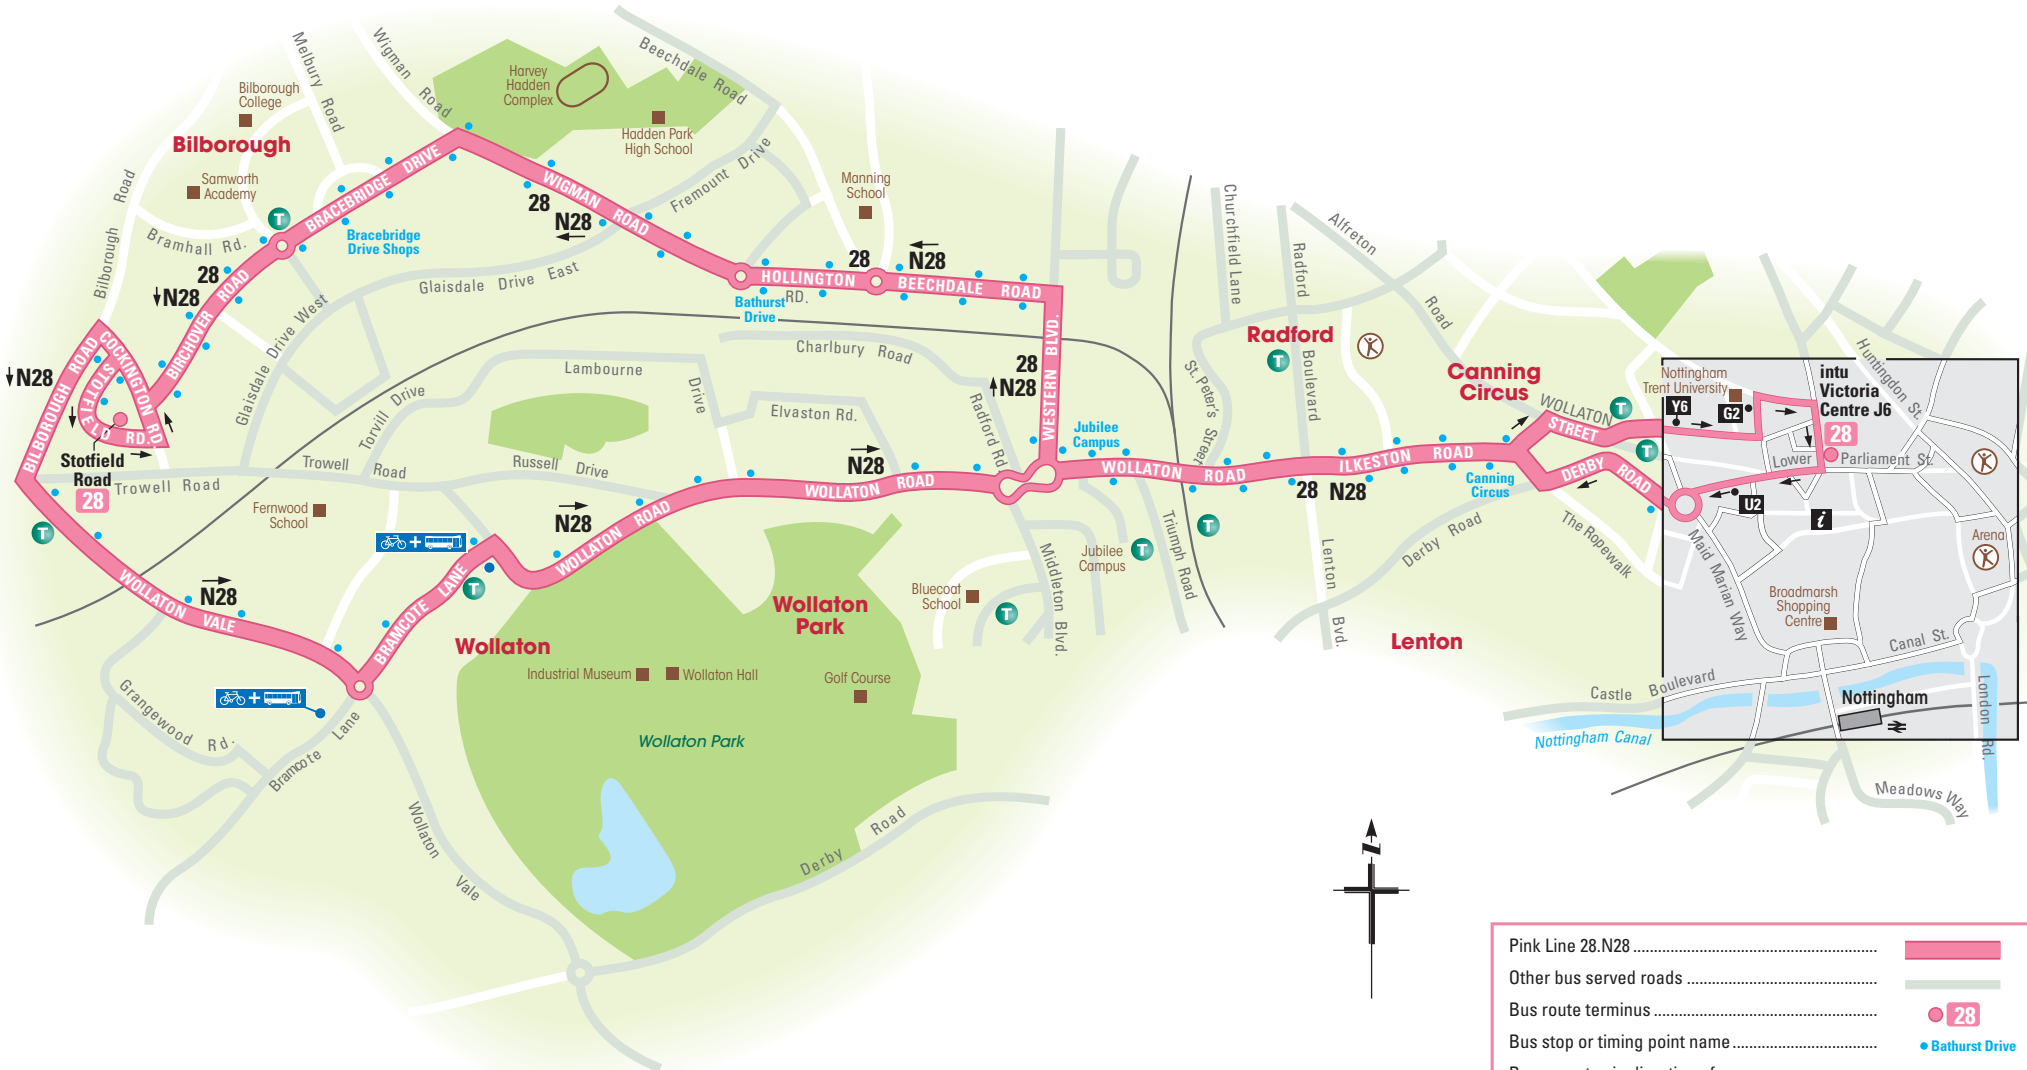 Melbury Road
Wigman Road
Beechdale Road
Harvey
Hadden
Complex
Hadden Park
High School
Bilborough
College
Bilborough
Samworth
Academy
Bilborough Road
Bramhall Rd.
T
BRACEBRIDGE DRIVE
Bracebridge
Drive Shops
WIGMAN ROAD
28
N28
Fremount Drive
Manning
School
28
N28
HOLLINGTON
RD.
BEECHDALE ROAD
Bathurst
Drive
28
N28
BIRCHOVER ROAD
Glaisdale Drive West
Glaisdale Drive East
N28
BILBOROUGH ROAD
COCKINGTON RD.
STOTFIELD RD.
Stotfield
Road
28
Trowell Road
T
Torvill Drive
Lambourne Drive
Charlbury Road
Elvaston Rd.
Radford Rd.
28
N28
WESTERN BLVD.
Trowell Road
Russell Drive
Fernwood
School
N28
WOLLATON ROAD
N28
WOLLATON ROAD
N28
WOLLATON VALE
BRAMCOTE LANE
+
T
Wollaton
+
Grangewood Rd.
Bramcote Lane
Wollaton Vale
Wollaton
Park
Industrial Museum
Wollaton Hall
Golf Course
Wollaton Park
Derby Road
Bluecoat
School
T
Middleton Blvd.
Jubilee
Campus
Jubilee
Campus
T
Triumph Road
T
WOLLATON ROAD
St. Peter's Street
Churchfield Lane
Radford Boulevard
Alfreton Road
Radford
T
28 N28
ILKESTON ROAD
Lenton Bvd.
Derby Road
Lenton
Canning
Circus
Canning
Circus
WOLLATON
STREET
T
T
DERBY ROAD
The Ropewalk
Nottingham
Trent University
Y6
G2
intu
Victoria
Centre J6
28
Huntingdon St.
Lower Parliament St.
U2
i
Maid Marian Way
Arena
Broadmarsh
Shopping
Centre
Canal St.
Castle Boulevard
Nottingham Canal
Nottingham
London Rd.
Meadows Way
N
Pink Line 28.N28
Other bus served roads
Bus route terminus
28
Bus stop or timing point name
Bathurst Drive